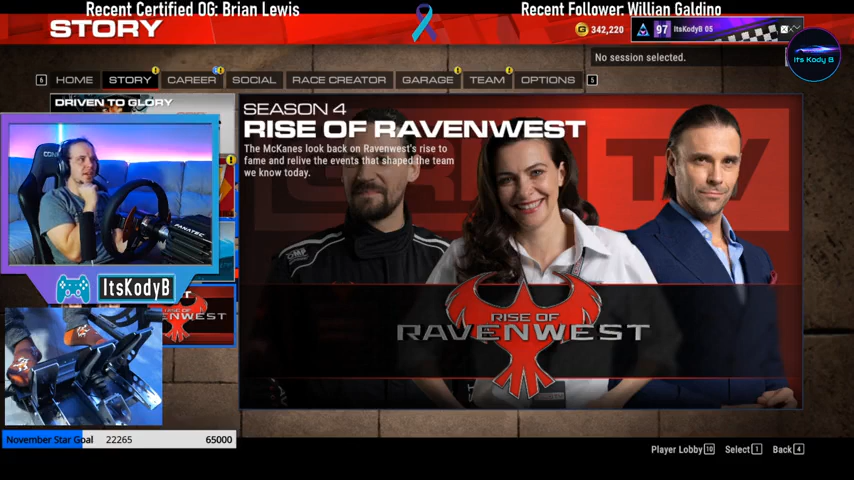 Recent Certified OG: Brian Lewis
Recent Follower: Willian Galdino
STORY
G 342,220
97 ItsKodyB 05
No session selected.
Its Kody B
6 HOME STORY CAREER SOCIAL RACE CREATOR GARAGE TEAM OPTIONS 5
DRIVEN TO GLORY
SEASON 4
RISE OF RAVENWEST
The McKanes look back on Ravenwest's rise to
fame and relive the events that shaped the team
we know today.
FANATEC
ItsKodyB
RISE OF
RAVENWEST
November Star Goal 22265 65000
Player Lobby 10 Select 1 Back 4